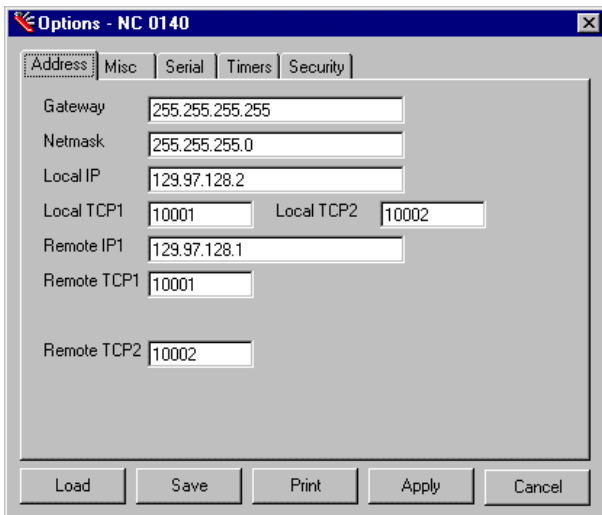 Options - NC 0140
Address Misc Serial Timers Security
Gateway 255.255.255.255
Netmask 255.255.255.0
Local IP 129.97.128.2
Local TCP1 10001 Local TCP2 10002
Remote IP1 129.97.128.1
Remote TCP1 10001
Remote TCP2 10002
Load Save Print Apply Cancel